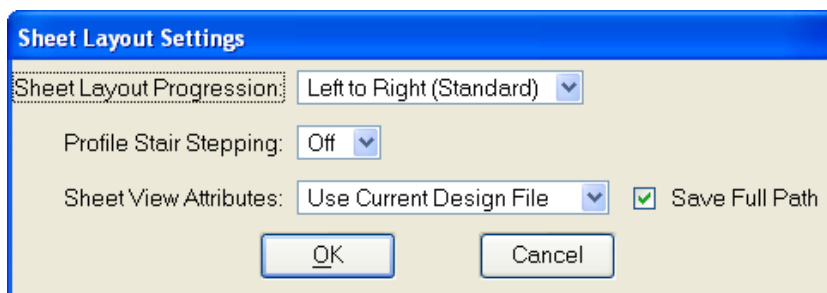 Sheet Layout Settings
Sheet Layout Progression: Left to Right (Standard)
Profile Stair Stepping: Off
Sheet View Attributes: Use Current Design File Save Full Path
OK Cancel